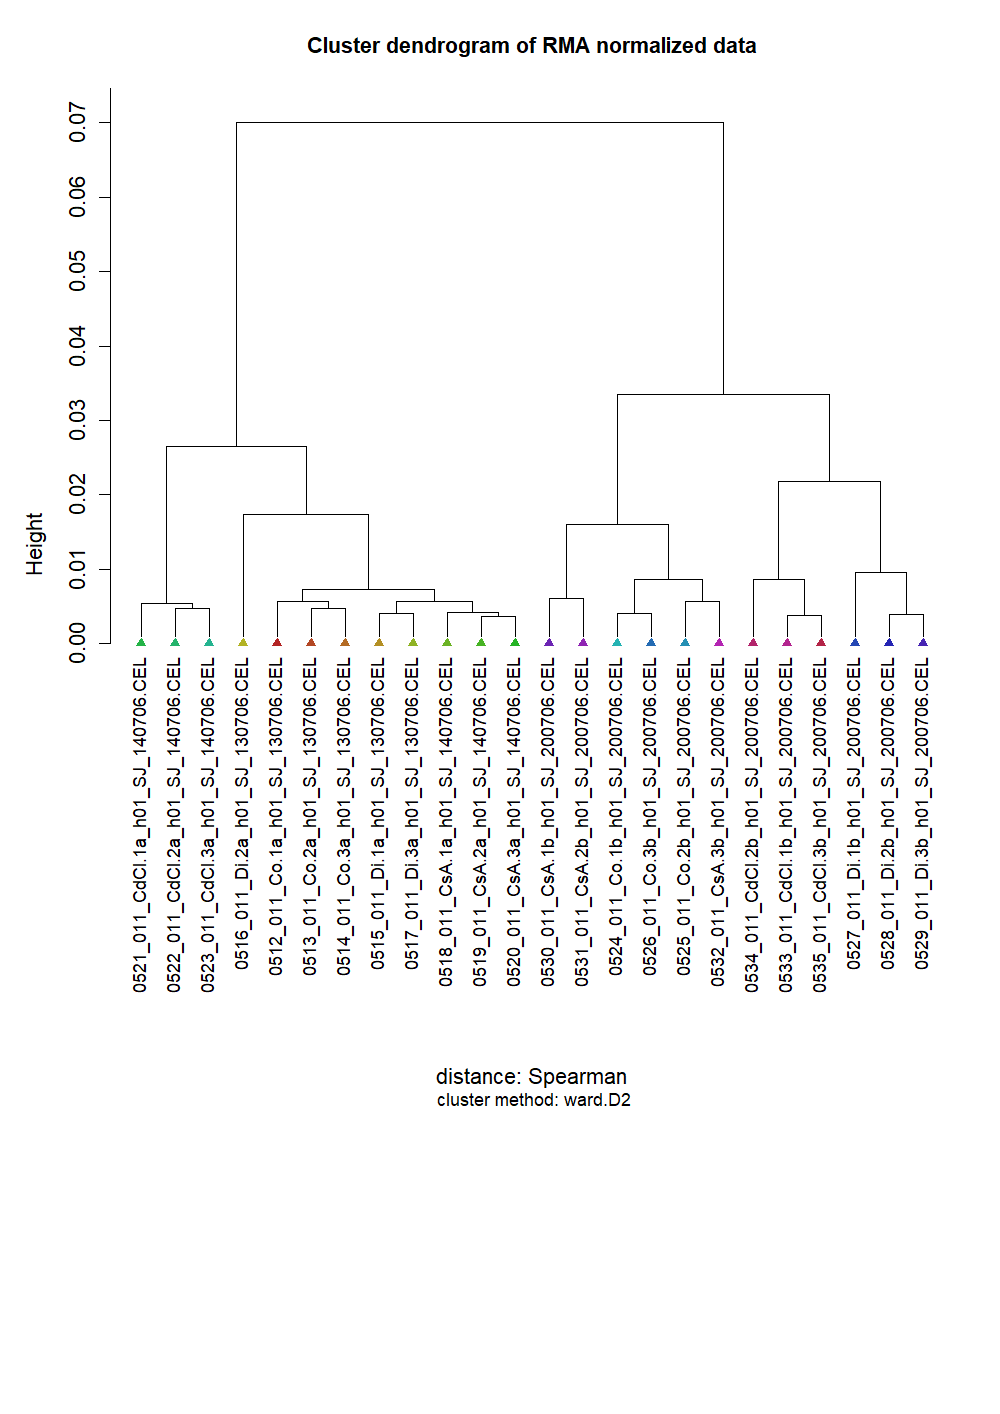 Cluster dendrogram of RMA normalized data
Height
0.07
0.06
0.05
0.04
0.03
0.02
0.01
0.00
0521_011_CdCl.1a_h01_SJ_140706.CEL
0522_011_CdCl.2a_h01_SJ_140706.CEL
0523_011_CdCl.3a_h01_SJ_140706.CEL
0516_011_Di.2a_h01_SJ_130706.CEL
0512_011_Co.1a_h01_SJ_130706.CEL
0513_011_Co.2a_h01_SJ_130706.CEL
0514_011_Co.3a_h01_SJ_130706.CEL
0515_011_Di.1a_h01_SJ_130706.CEL
0517_011_Di.3a_h01_SJ_130706.CEL
0518_011_CsA.1a_h01_SJ_140706.CEL
0519_011_CsA.2a_h01_SJ_140706.CEL
0520_011_CsA.3a_h01_SJ_140706.CEL
0530_011_CsA.1b_h01_SJ_200706.CEL
0531_011_CsA.2b_h01_SJ_200706.CEL
0524_011_Co.1b_h01_SJ_200706.CEL
0526_011_Co.3b_h01_SJ_200706.CEL
0525_011_Co.2b_h01_SJ_200706.CEL
0532_011_CsA.3b_h01_SJ_200706.CEL
0534_011_CdCl.2b_h01_SJ_200706.CEL
0533_011_CdCl.1b_h01_SJ_200706.CEL
0535_011_CdCl.3b_h01_SJ_200706.CEL
0527_011_Di.1b_h01_SJ_200706.CEL
0528_011_Di.2b_h01_SJ_200706.CEL
0529_011_Di.3b_h01_SJ_200706.CEL
distance: Spearman
cluster method: ward.D2